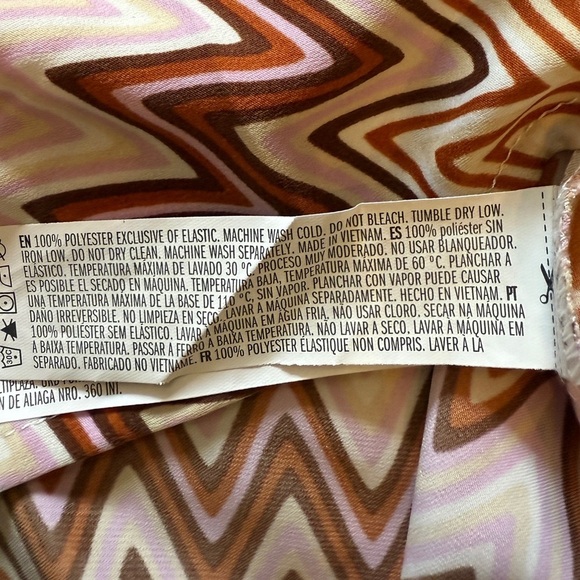 EN 100% POLYESTER EXCLUSIVE OF ELASTIC. MACHINE WASH COLD. DO NOT BLEACH. TUMBLE DRY LOW.
IRON LOW. DO NOT DRY CLEAN. MACHINE WASH SEPARATELY. MADE IN VIETNAM. ES 100% poliéster SIN
ELÁSTICO. TEMPERATURA MÁXIMA DE LAVADO 30 °C PROCESO MUY MODERADO. NO USAR BLANQUEADOR.
ES POSIBLE EL SECADO EN MÁQUINA. TEMPERATURA BAJA, TEMPERATURA MÁXIMA DE 60 °C. PLANCHAR A
UNA TEMPERATURA MÁXIMA DE LA BASE DE 110 °C, SIN VAPOR. PLANCHAR CON VAPOR PUEDE CAUSAR
DAÑO IRREVERSIBLE. NO LIMPIEZA EN SECO LAVAR A MÁQUINA SEPARADAMENTE. HECHO EN VIETNAM. PT
100% POLIÉSTER SEM ELÁSTICO. LAVAR À MÁQUINA EM ÁGUA FRIA, NÃO USAR CLORO. SECAR NA MÁQUINA
A BAIXA TEMPERATURA. PASSAR A FERRO A BAIXA TEMPERATURA. NÃO LAVAR A SECO. LAVAR À MÁQUINA
SEPARADO. FABRICADO NO VIETNAME. FR 100% POLYESTER ÉLASTIQUE NON COMPRIS. LAVER À LA
30C
N DE ALIAGA NRO. 360 INT.